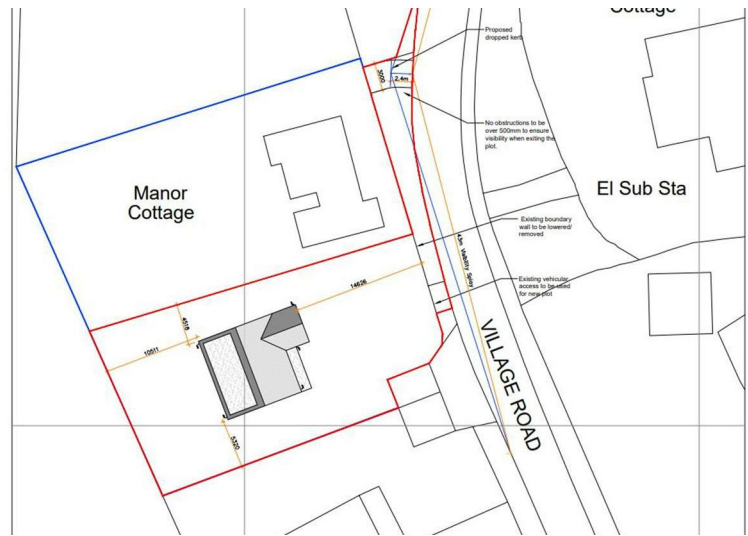 Cottage
Proposed
dropped kerb
3000
2.4m
No obstructions to be
over 500mm to ensure
visibility when exiting the
plot.
Manor
Cottage
El Sub Sta
Existing boundary
wall to be lowered/
removed
43m Visibility Splay
Existing vehicular
access to be used
for new plot
14626
4518
10511
5320
VILLAGE ROAD